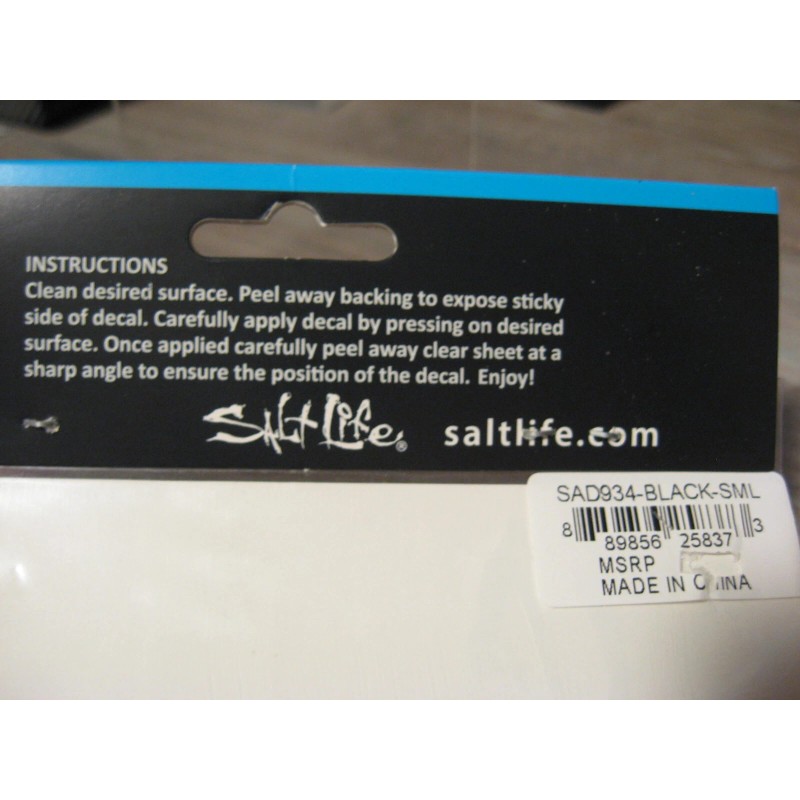 INSTRUCTIONS
Clean desired surface. Peel away backing to expose sticky
side of decal. Carefully apply decal by pressing on desired
surface. Once applied carefully peel away clear sheet at a
sharp angle to ensure the position of the decal. Enjoy!
Salt Life® saltlife.com
SAD934-BLACK-SML
8 89856 25837 3
MSRP
MADE IN CHINA